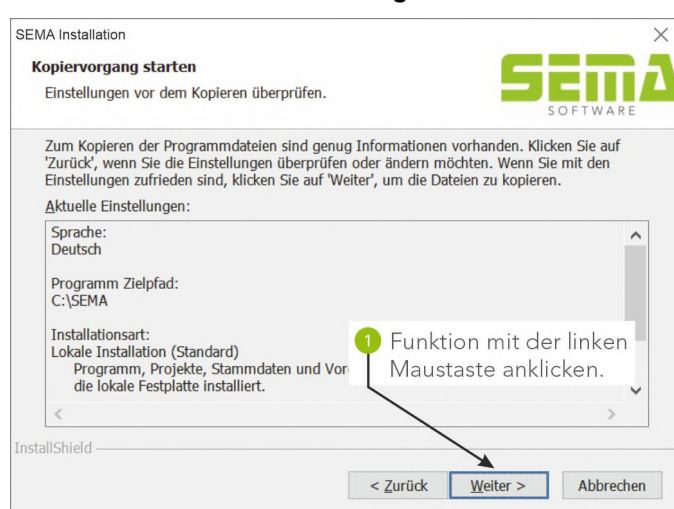 SEMA Installation
Kopiervorgang starten
Einstellungen vor dem Kopieren überprüfen.
SEMA
SOFTWARE
Zum Kopieren der Programmdateien sind genug Informationen vorhanden. Klicken Sie auf
'Zurück', wenn Sie die Einstellungen überprüfen oder ändern möchten. Wenn Sie mit den
Einstellungen zufrieden sind, klicken Sie auf 'Weiter', um die Dateien zu kopieren.
Aktuelle Einstellungen:
Sprache:
Deutsch
Programm Zielpfad:
C:\SEMA
Installationsart:
Lokale Installation (Standard)
Programm, Projekte, Stammdaten und
die lokale Festplatte installiert.
1 Funktion mit der linken
Maustaste anklicken.
InstallShield
< Zurück Weiter > Abbrechen